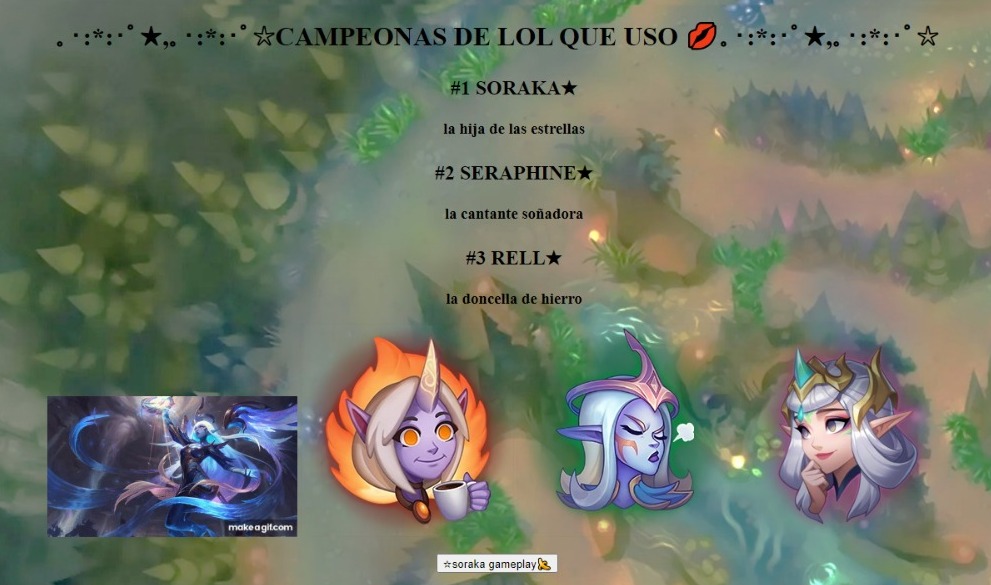 ｡･:*:･ﾟ★,｡･:*:･ﾟ☆CAMPEONAS DE LOL QUE USO 💋｡･:*:･ﾟ★,｡･:*:･ﾟ☆
#1 SORAKA★
la hija de las estrellas
#2 SERAPHINE★
la cantante soñadora
#3 RELL★
la doncella de hierro
makeagif.com
☆soraka gameplay🙋